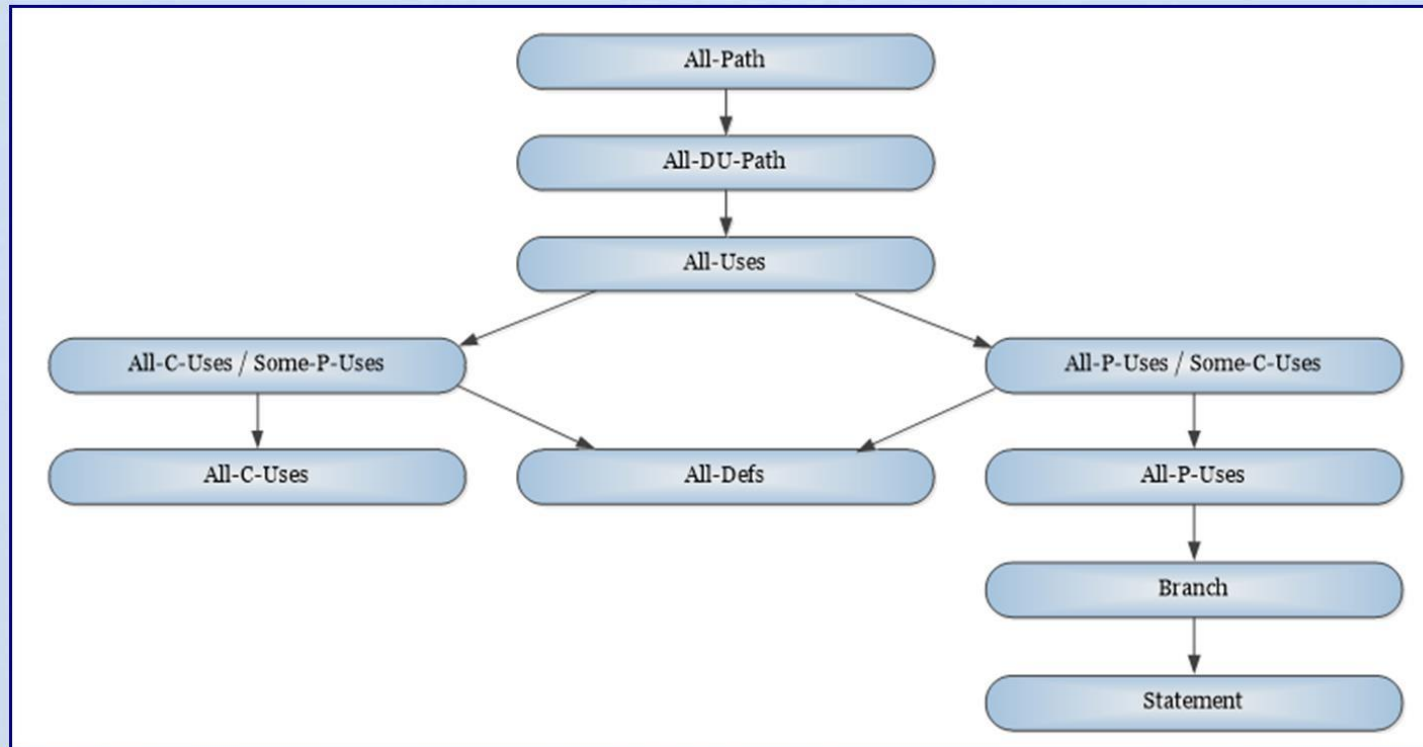 All-Path
All-DU-Path
All-Uses
All-C-Uses / Some-P-Uses
All-P-Uses / Some-C-Uses
All-C-Uses
All-Defs
All-P-Uses
Branch
Statement